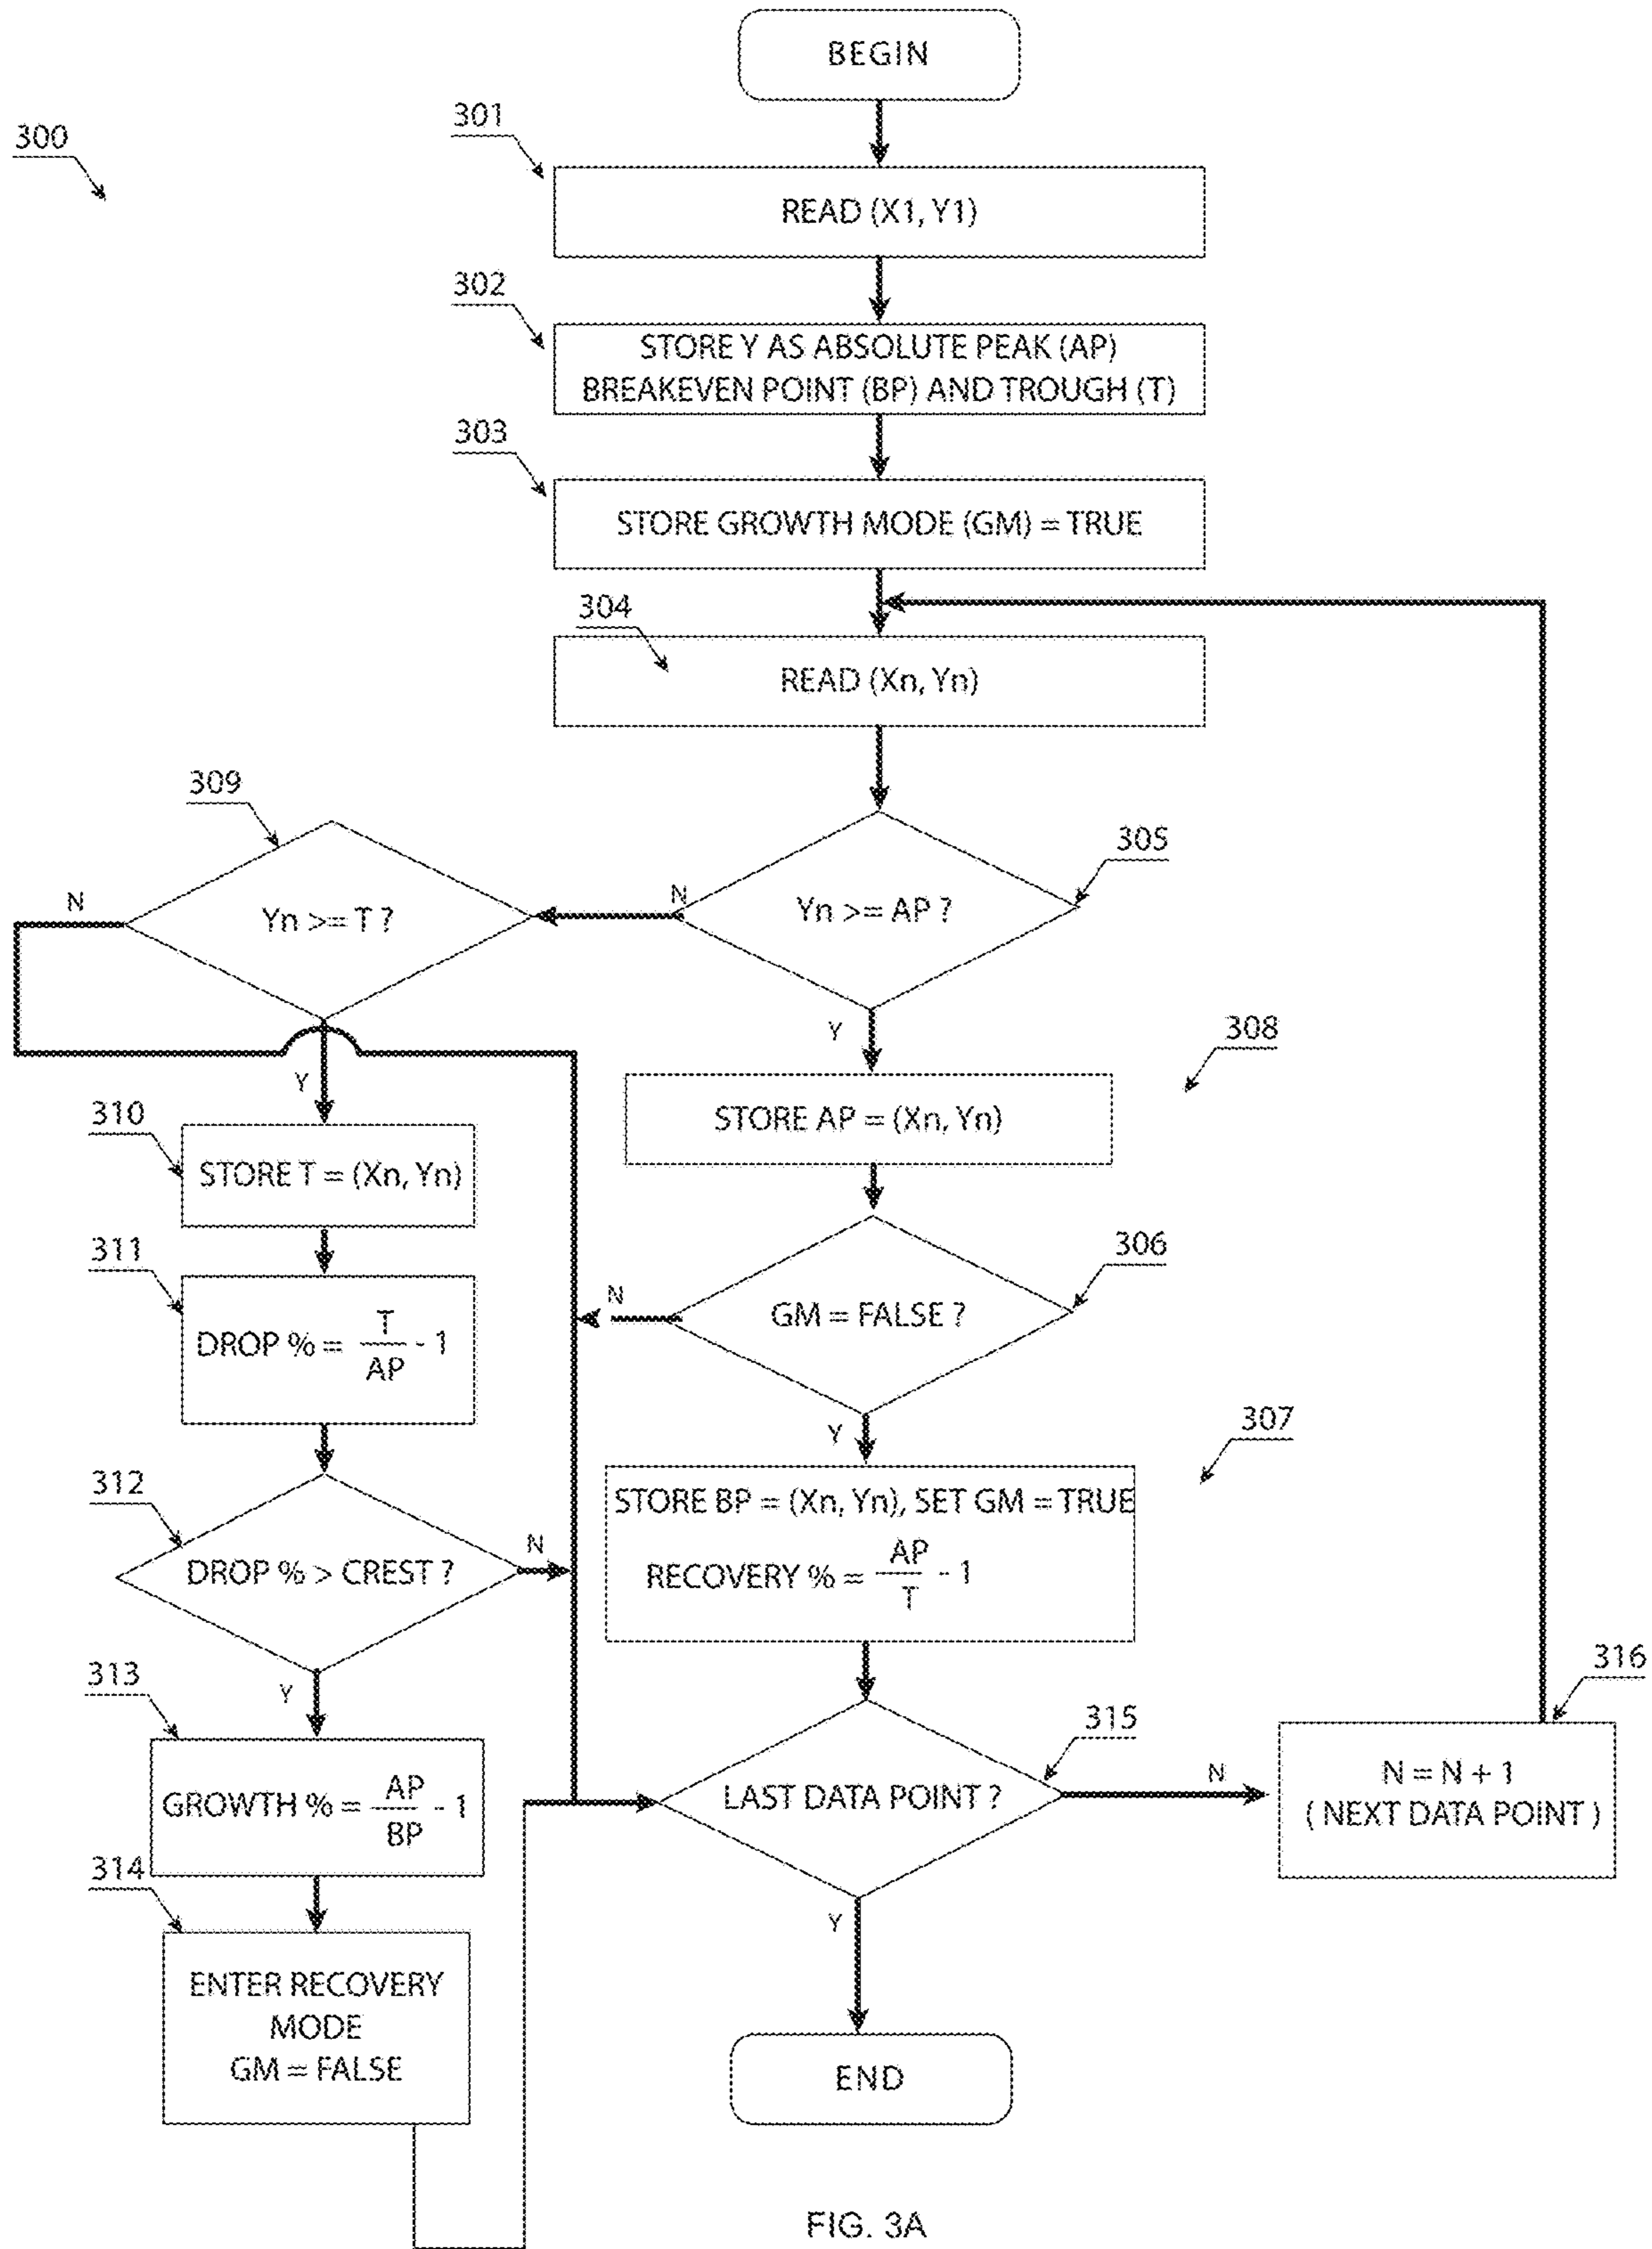 BEGIN
300
301
READ (X1, Y1)
302
STORE Y AS ABSOLUTE PEAK (AP)
BREAKEVEN POINT (BP) AND TROUGH (T)
303
STORE GROWTH MODE (GM) = TRUE
304
READ (Xn, Yn)
309
305
N
Yn >= T ?
N
Yn >= AP ?
Y
308
Y
310
STORE T = (Xn, Yn)
STORE AP = (Xn, Yn)
311
DROP % = T / AP - 1
306
N
GM = FALSE ?
Y
307
312
DROP % > CREST ?
N
STORE BP = (Xn, Yn), SET GM = TRUE
RECOVERY % = AP / T - 1
Y
313
GROWTH % = AP / BP - 1
315
LAST DATA POINT ?
N
316
N = N + 1
( NEXT DATA POINT )
314
Y
ENTER RECOVERY
MODE
GM = FALSE
END
FIG. 3A